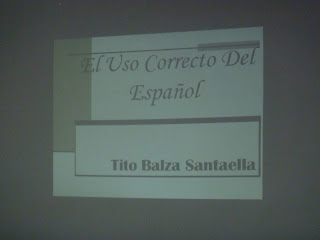 El Uso Correcto Del
Español
Tito Balza Santaella